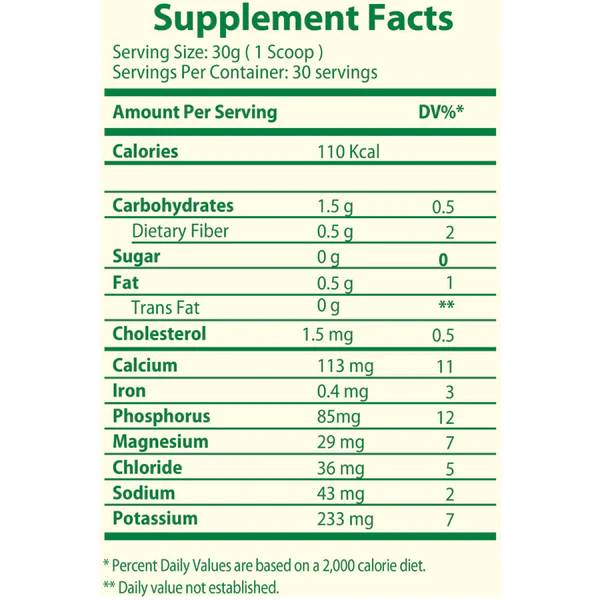 Supplement Facts
Serving Size: 30g ( 1 Scoop )
Servings Per Container: 30 servings
Amount Per Serving DV%*
Calories 110 Kcal
Carbohydrates 1.5 g 0.5
Dietary Fiber 0.5 g 2
Sugar 0 g 0
Fat 0.5 g 1
Trans Fat 0 g **
Cholesterol 1.5 mg 0.5
Calcium 113 mg 11
Iron 0.4 mg 3
Phosphorus 85mg 12
Magnesium 29 mg 7
Chloride 36 mg 5
Sodium 43 mg 2
Potassium 233 mg 7
* Percent Daily Values are based on a 2,000 calorie diet.
** Daily value not established.